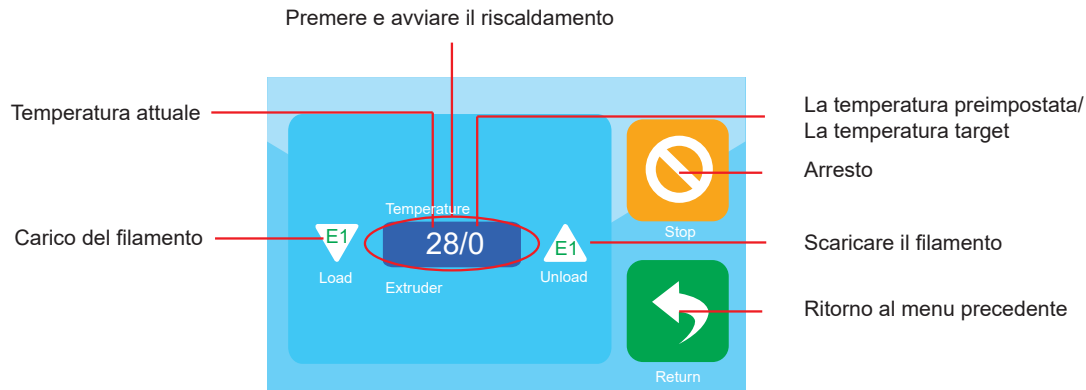 Premere e avviare il riscaldamento
Temperatura attuale
La temperatura preimpostata/
La temperatura target
Arresto
Temperature
Stop
Carico del filamento
E1
28/0
E1
Scaricare il filamento
Load
Extruder
Unload
Ritorno al menu precedente
Return